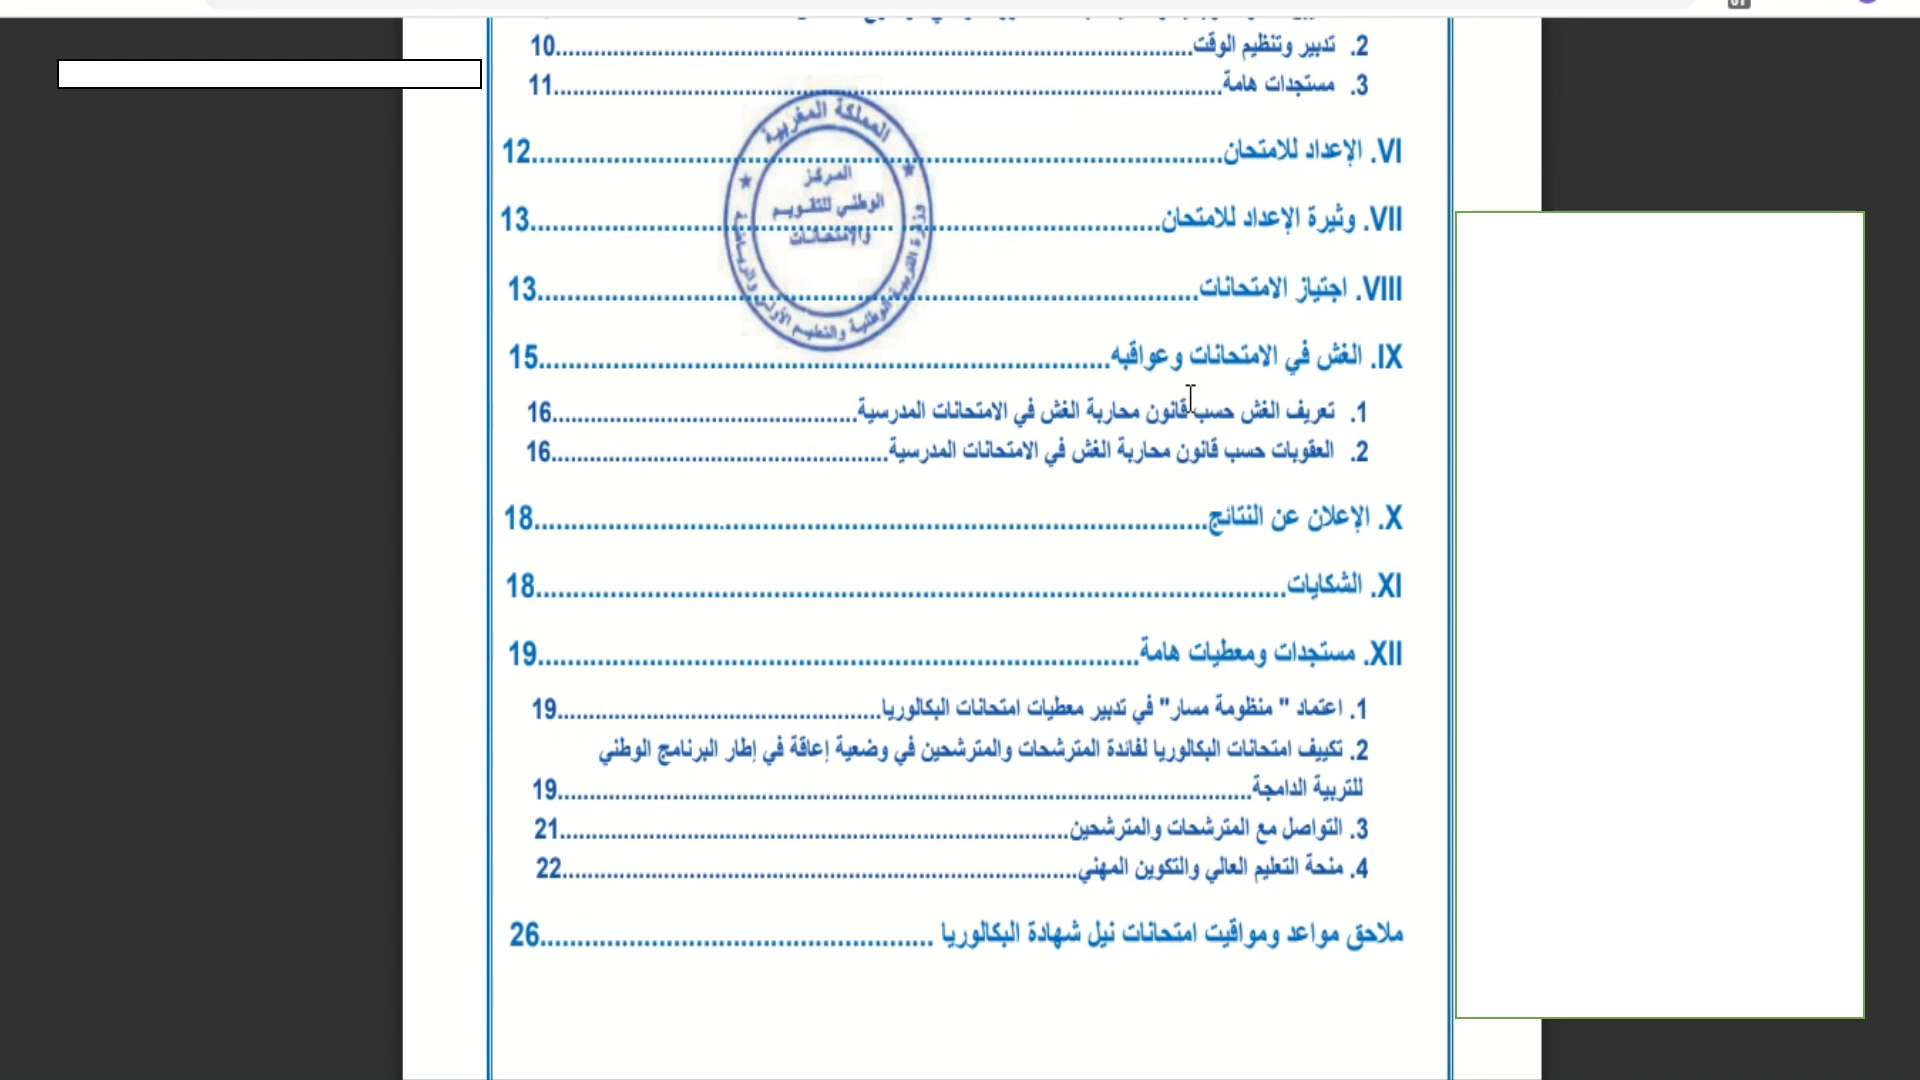 2. تدبير وتنظيم الوقت....................10
3. مستجدات هامة....................11
المملكة المغربية
VI. الإعداد للامتحان....................12
المركز
الوطني للتقويم
والامتحانات
وزارة التربية الوطنية والتعليم الأولي والرياضة
VII. وثيرة الإعداد للامتحان....................13
VIII. اجتياز الامتحانات....................13
IX. الغش في الامتحانات وعواقبه....................15
1. تعريف الغش حسب قانون محاربة الغش في الامتحانات المدرسية....................16
2. العقوبات حسب قانون محاربة الغش في الامتحانات المدرسية....................16
X. الإعلان عن النتائج....................18
XI. الشكايات....................18
XII. مستجدات ومعطيات هامة....................19
1. اعتماد " منظومة مسار" في تدبير معطيات امتحانات البكالوريا....................19
2. تكييف امتحانات البكالوريا لفائدة المترشحات والمترشحين في وضعية إعاقة في إطار البرنامج الوطني
للتربية الدامجة....................19
3. التواصل مع المترشحات والمترشحين....................21
4. منحة التعليم العالي والتكوين المهني....................22
ملاحق مواعد ومواقيت امتحانات نيل شهادة البكالوريا ....................26